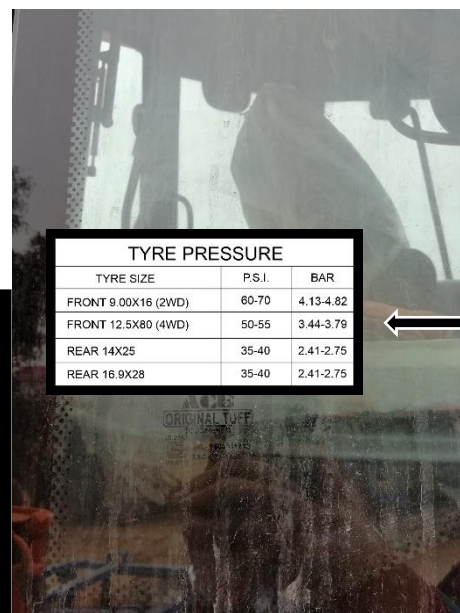 TYRE PRESSURE
TYRE SIZE P.S.I. BAR
FRONT 9.00X16 (2WD) 60-70 4.13-4.82
FRONT 12.5X80 (4WD) 50-55 3.44-3.79
REAR 14X25 35-40 2.41-2.75
REAR 16.9X28 35-40 2.41-2.75
ACE
ORIGINAL TUFF
TOUGHENED